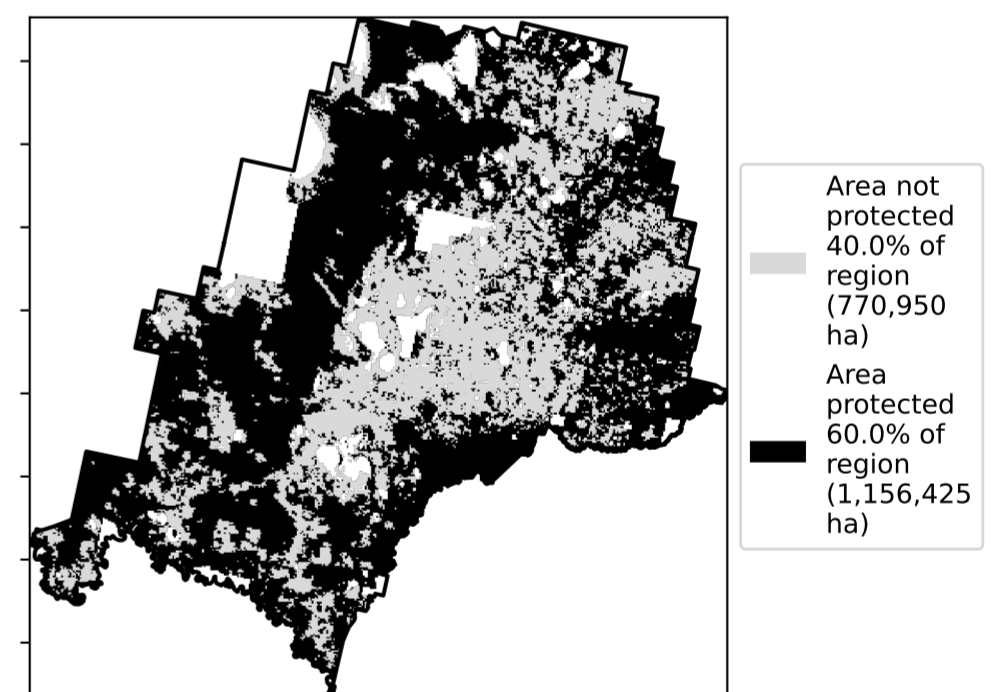 Area not
protected
40.0% of
region
(770,950
ha)
Area
protected
60.0% of
region
(1,156,425
ha)